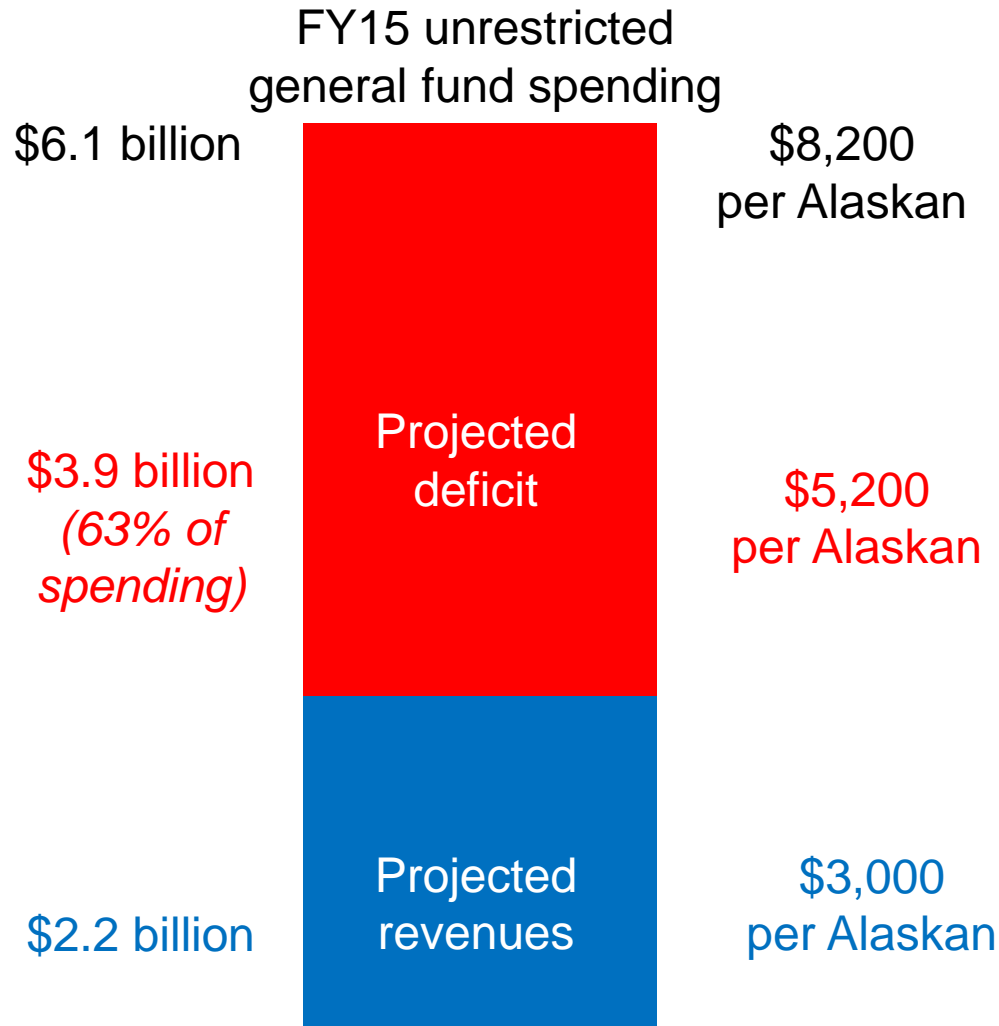 FY15 unrestricted
general fund spending
$6.1 billion
$8,200
per Alaskan
Projected
deficit
$3.9 billion
(63% of
spending)
$5,200
per Alaskan
Projected
revenues
$2.2 billion
$3,000
per Alaskan